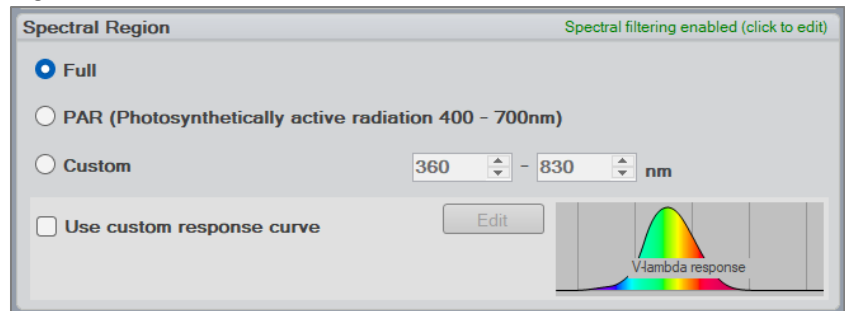 Spectral Region Spectral filtering enabled (click to edit)
Full
PAR (Photosynthetically active radiation 400 - 700nm)
Custom 360 - 830 nm
Use custom response curve Edit
V-lambda response